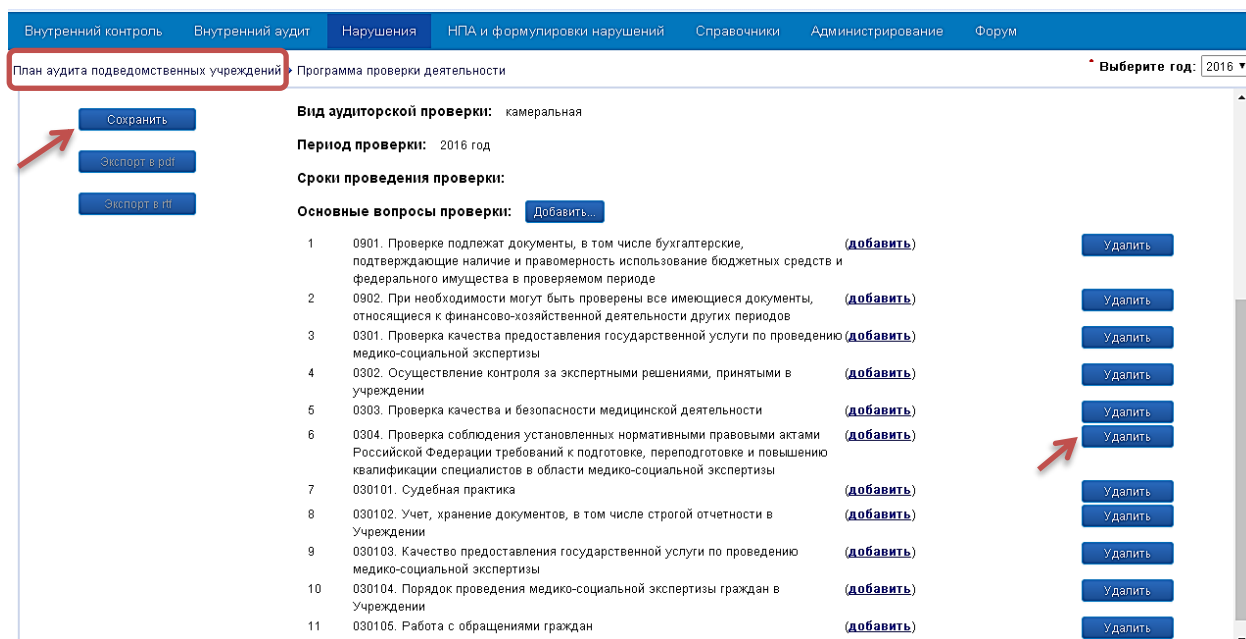 Внутренний контроль Внутренний аудит Нарушения НПА и формулировки нарушений Справочники Администрирование Форум
План аудита подведомственных учреждений Программа проверки деятельности * Выберите год: 2016
Сохранить
Экспорт в pdf
Экспорт в rtf
Вид аудиторской проверки: камеральная
Период проверки: 2016 год
Сроки проведения проверки:
Основные вопросы проверки: Добавить...
1 0901. Проверке подлежат документы, в том числе бухгалтерские, (добавить) Удалить
подтверждающие наличие и правомерность использование бюджетных средств и
федерального имущества в проверяемом периоде
2 0902. При необходимости могут быть проверены все имеющиеся документы, (добавить) Удалить
относящиеся к финансово-хозяйственной деятельности других периодов
3 0301. Проверка качества предоставления государственной услуги по проведению (добавить) Удалить
медико-социальной экспертизы
4 0302. Осуществление контроля за экспертными решениями, принятыми в (добавить) Удалить
учреждении
5 0303. Проверка качества и безопасности медицинской деятельности (добавить) Удалить
6 0304. Проверка соблюдения установленных нормативными правовыми актами (добавить) Удалить
Российской Федерации требований к подготовке, переподготовке и повышению
квалификации специалистов в области медико-социальной экспертизы
7 030101. Судебная практика (добавить) Удалить
8 030102. Учет, хранение документов, в том числе строгой отчетности в (добавить) Удалить
Учреждении
9 030103. Качество предоставления государственной услуги по проведению (добавить) Удалить
медико-социальной экспертизы
10 030104. Порядок проведения медико-социальной экспертизы граждан в (добавить) Удалить
Учреждении
11 030105. Работа с обращениями граждан (добавить) Удалить